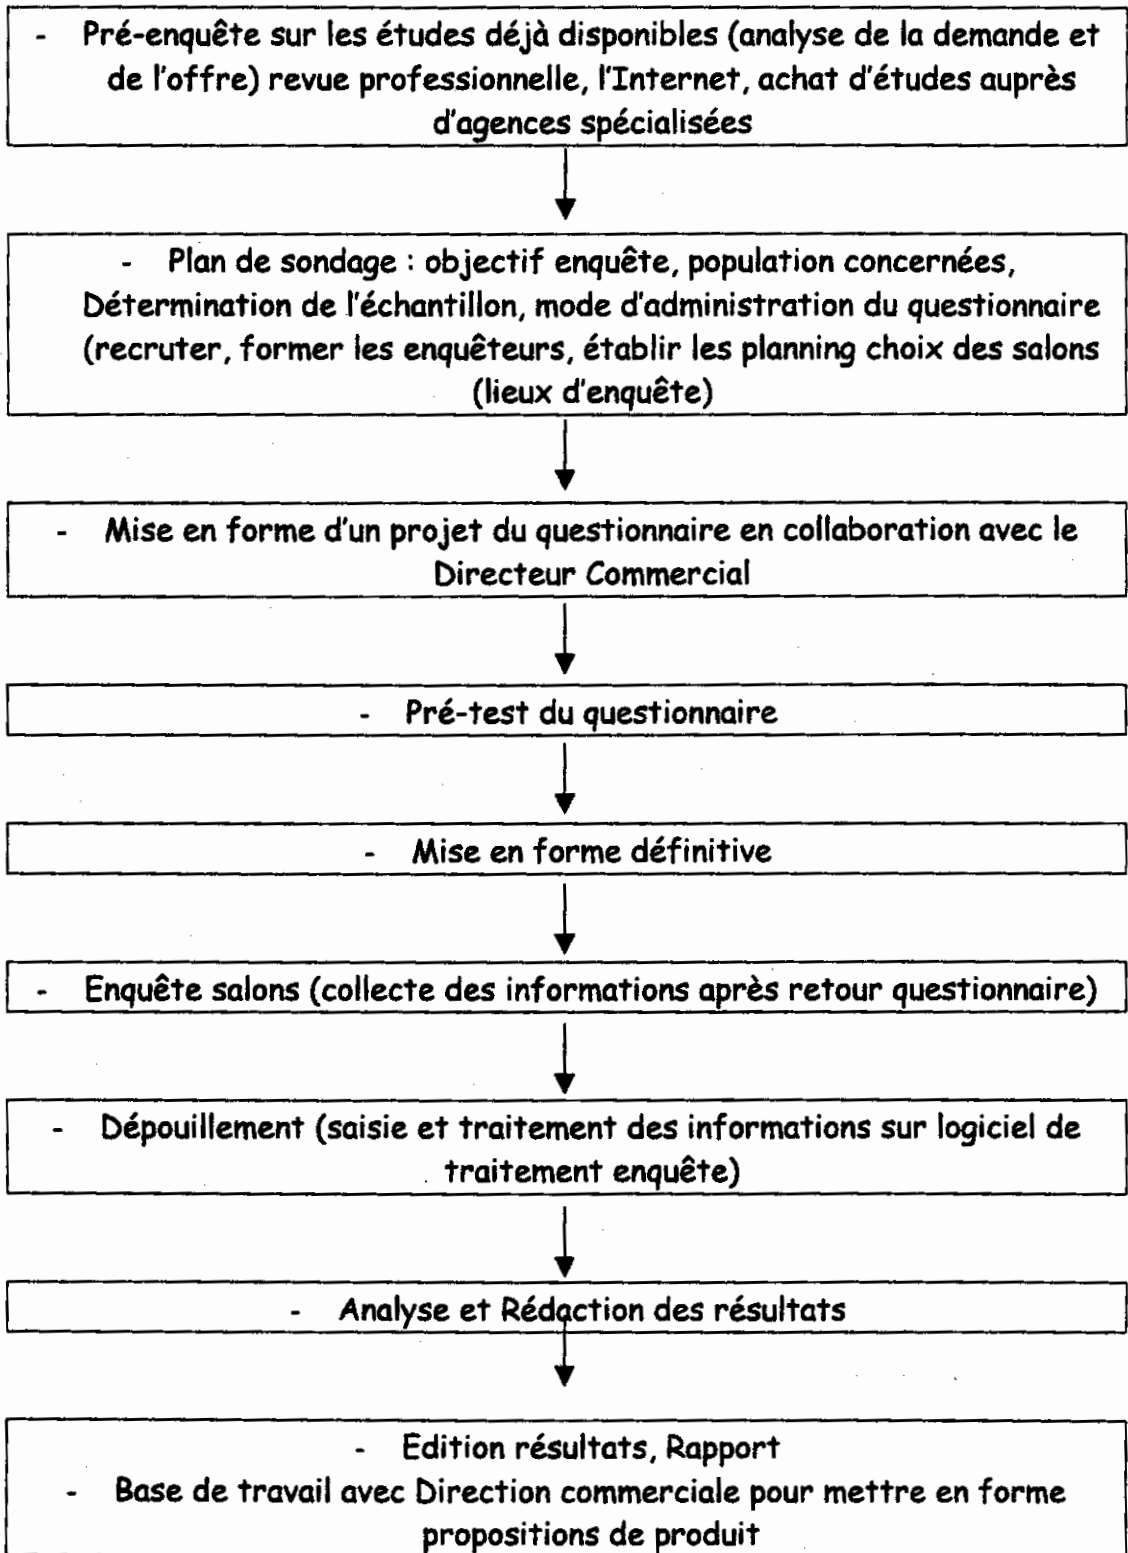 - Pré-enquête sur les études déjà disponibles (analyse de la demande et
de l'offre) revue professionnelle, l'Internet, achat d'études auprès
d'agences spécialisées
- Plan de sondage : objectif enquête, population concernées,
Détermination de l'échantillon, mode d'administration du questionnaire
(recruter, former les enquêteurs, établir les planning choix des salons
(lieux d'enquête)
- Mise en forme d'un projet du questionnaire en collaboration avec le
Directeur Commercial
- Pré-test du questionnaire
- Mise en forme définitive
- Enquête salons (collecte des informations après retour questionnaire)
- Dépouillement (saisie et traitement des informations sur logiciel de
traitement enquête)
- Analyse et Rédaction des résultats
- Edition résultats, Rapport
- Base de travail avec Direction commerciale pour mettre en forme
propositions de produit